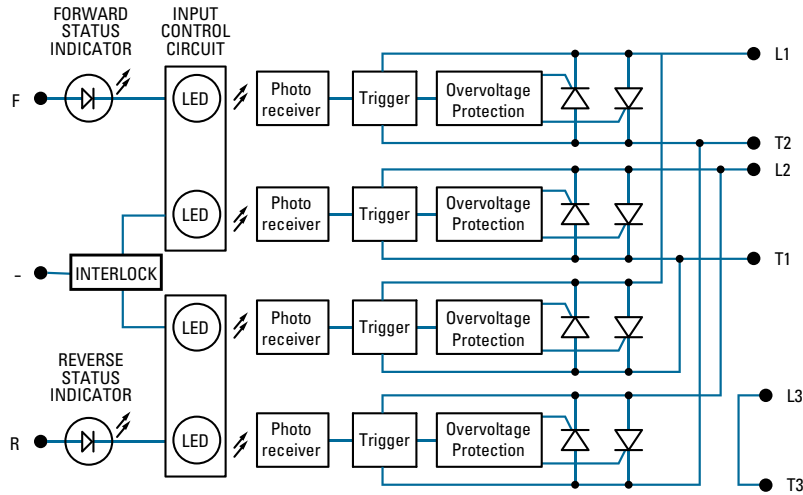 FORWARD
STATUS
INDICATOR
INPUT
CONTROL
CIRCUIT
F
LED
Photo
receiver
Trigger
Overvoltage
Protection
L1
T2
L2
LED
Photo
receiver
Trigger
Overvoltage
Protection
T1
-
INTERLOCK
LED
Photo
receiver
Trigger
Overvoltage
Protection
REVERSE
STATUS
INDICATOR
L3
R
LED
Photo
receiver
Trigger
Overvoltage
Protection
T3